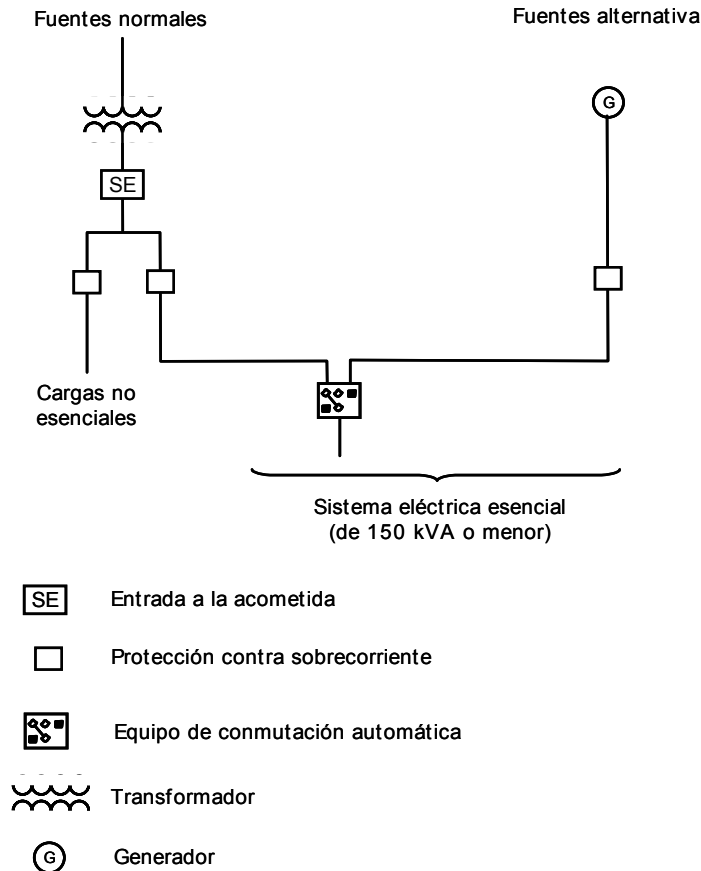 Fuentes normales
Fuentes alternativa
G
SE
Cargas no
esenciales
Sistema eléctrica esencial
(de 150 kVA o menor)
SE Entrada a la acometida
Protección contra sobrecorriente
Equipo de conmutación automática
Transformador
G Generador